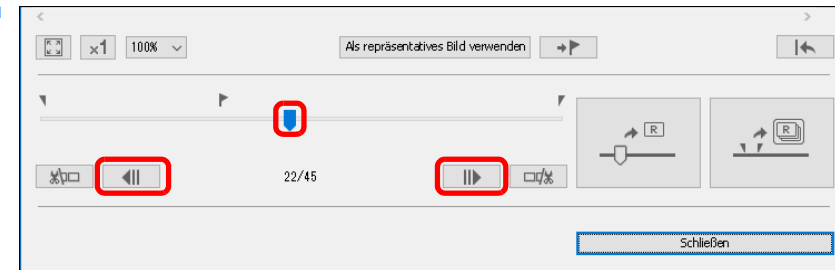 ×1 100% Als repräsentatives Bild verwenden
R R
22/45
Schließen